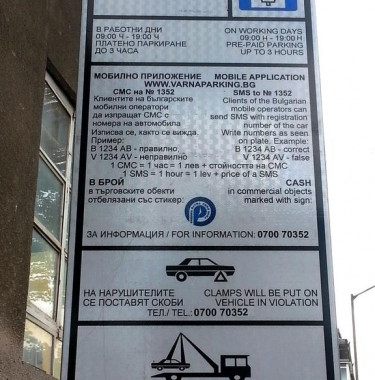 В РАБОТНИ ДНИ
09:00 Ч - 19:00 Ч
ПЛАТЕНО ПАРКИРАНЕ
ДО 3 ЧАСА
ON WORKING DAYS
09:00 H - 19:00 H
PRE-PAID PARKING
UP TO 3 HOURS
МОБИЛНО ПРИЛОЖЕНИЕ MOBILE APPLICATION
WWW.VARNAPARKING.BG
СМС на № 1352
Клиентите на българските
мобилни оператори
да изпращат СМС с
номера на автомобила
Изписва се, както се вижда.
Пример:
B 1234 AB - правилно,
V 1234 AV - неправилно
SMS to № 1352
Clients of the Bulgarian
mobile operators can
send SMS with registration
number of the car
Write numbers as seen
on plate. Example:
B 1234 AB - correct
V 1234 AV - false
1 СМС = 1 час = 1 лев + стойността на СМС
1 SMS = 1 hour = 1 lev + price of a SMS
В БРОЙ
в търговските обекти
отбелязани със стикер:
CASH
in commercial objects
marked with sign:
ЗА ИНФОРМАЦИЯ / FOR INFORMATION: 0700 70352
НА НАРУШИТЕЛИТЕ
СЕ ПОСТАВЯТ СКОБИ
CLAMPS WILL BE PUT ON
VEHICLE IN VIOLATION
ТЕЛ./ TEL.: 0700 70352